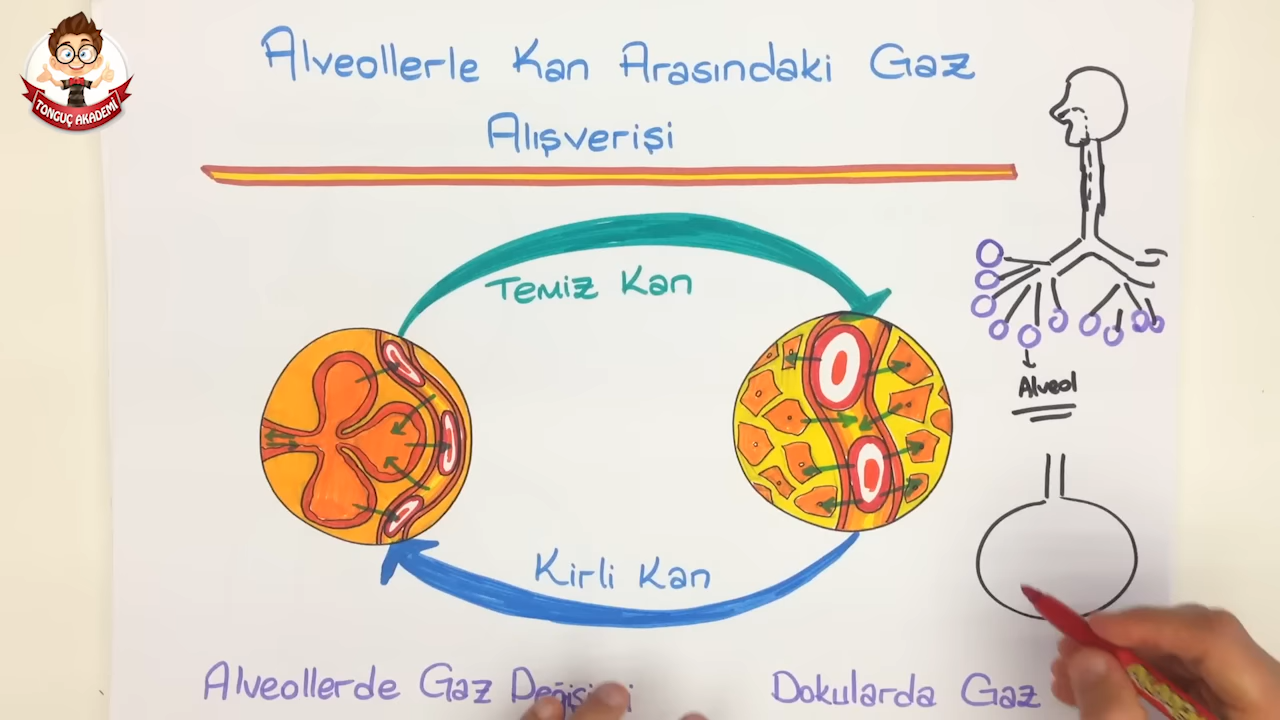 TONGUÇ AKADEMİ
Alveollerle Kan Arasındaki Gaz
Alışverişi
Temiz Kan
Alveol
Kirli Kan
Alveollerde Gaz
Dokularda Gaz